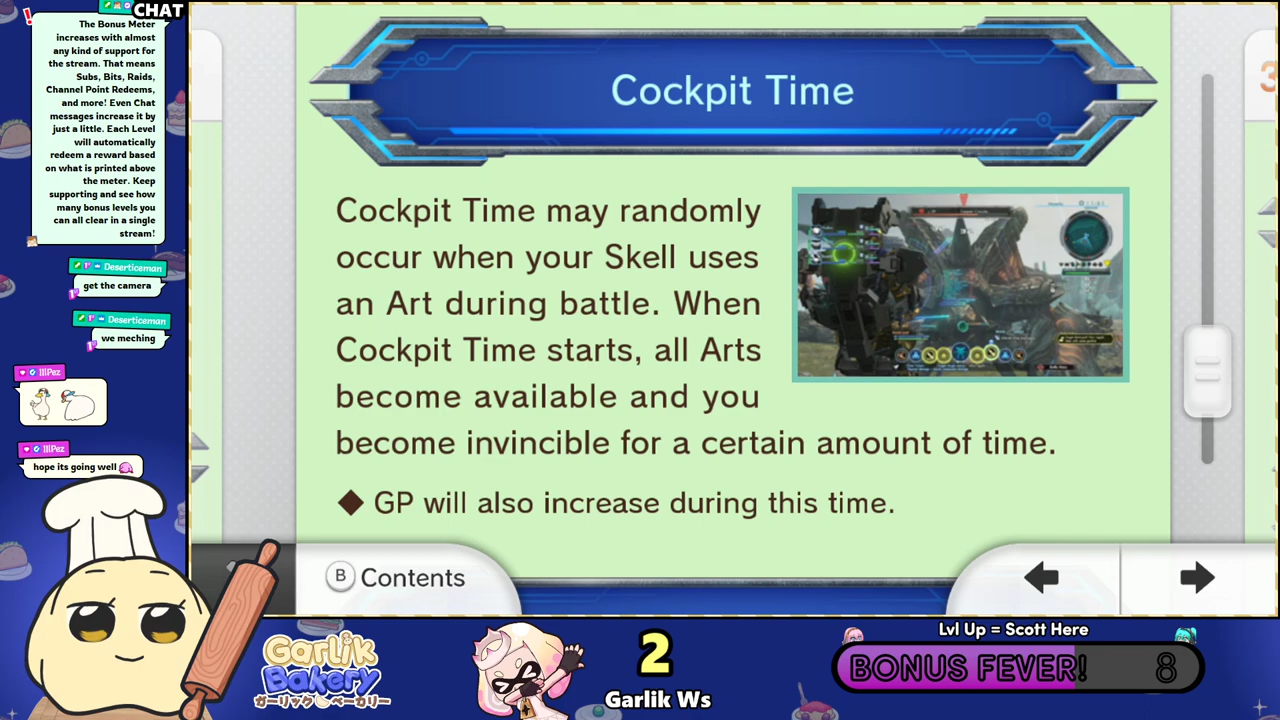 CHAT
The Bonus Meter
increases with almost
any kind of support for
the stream. That means
Subs, Bits, Raids,
Channel Point Redeems,
and more! Even Chat
messages increase it by
just a little. Each Level
will automatically
redeem a reward based
on what is printed above
the meter. Keep
supporting and see how
many bonus levels you
can all clear in a single
stream!
Deserticeman
get the camera
Deserticeman
we meching
lllPez
lllPez
hope its going well
Cockpit Time
Cockpit Time may randomly
occur when your Skell uses
an Art during battle. When
Cockpit Time starts, all Arts
become available and you
become invincible for a certain amount of time.
◆ GP will also increase during this time.
B Contents
Garlik
Bakery
ガーリックベーカリー
2
Garlik Ws
Lvl Up = Scott Here
BONUS FEVER! 8